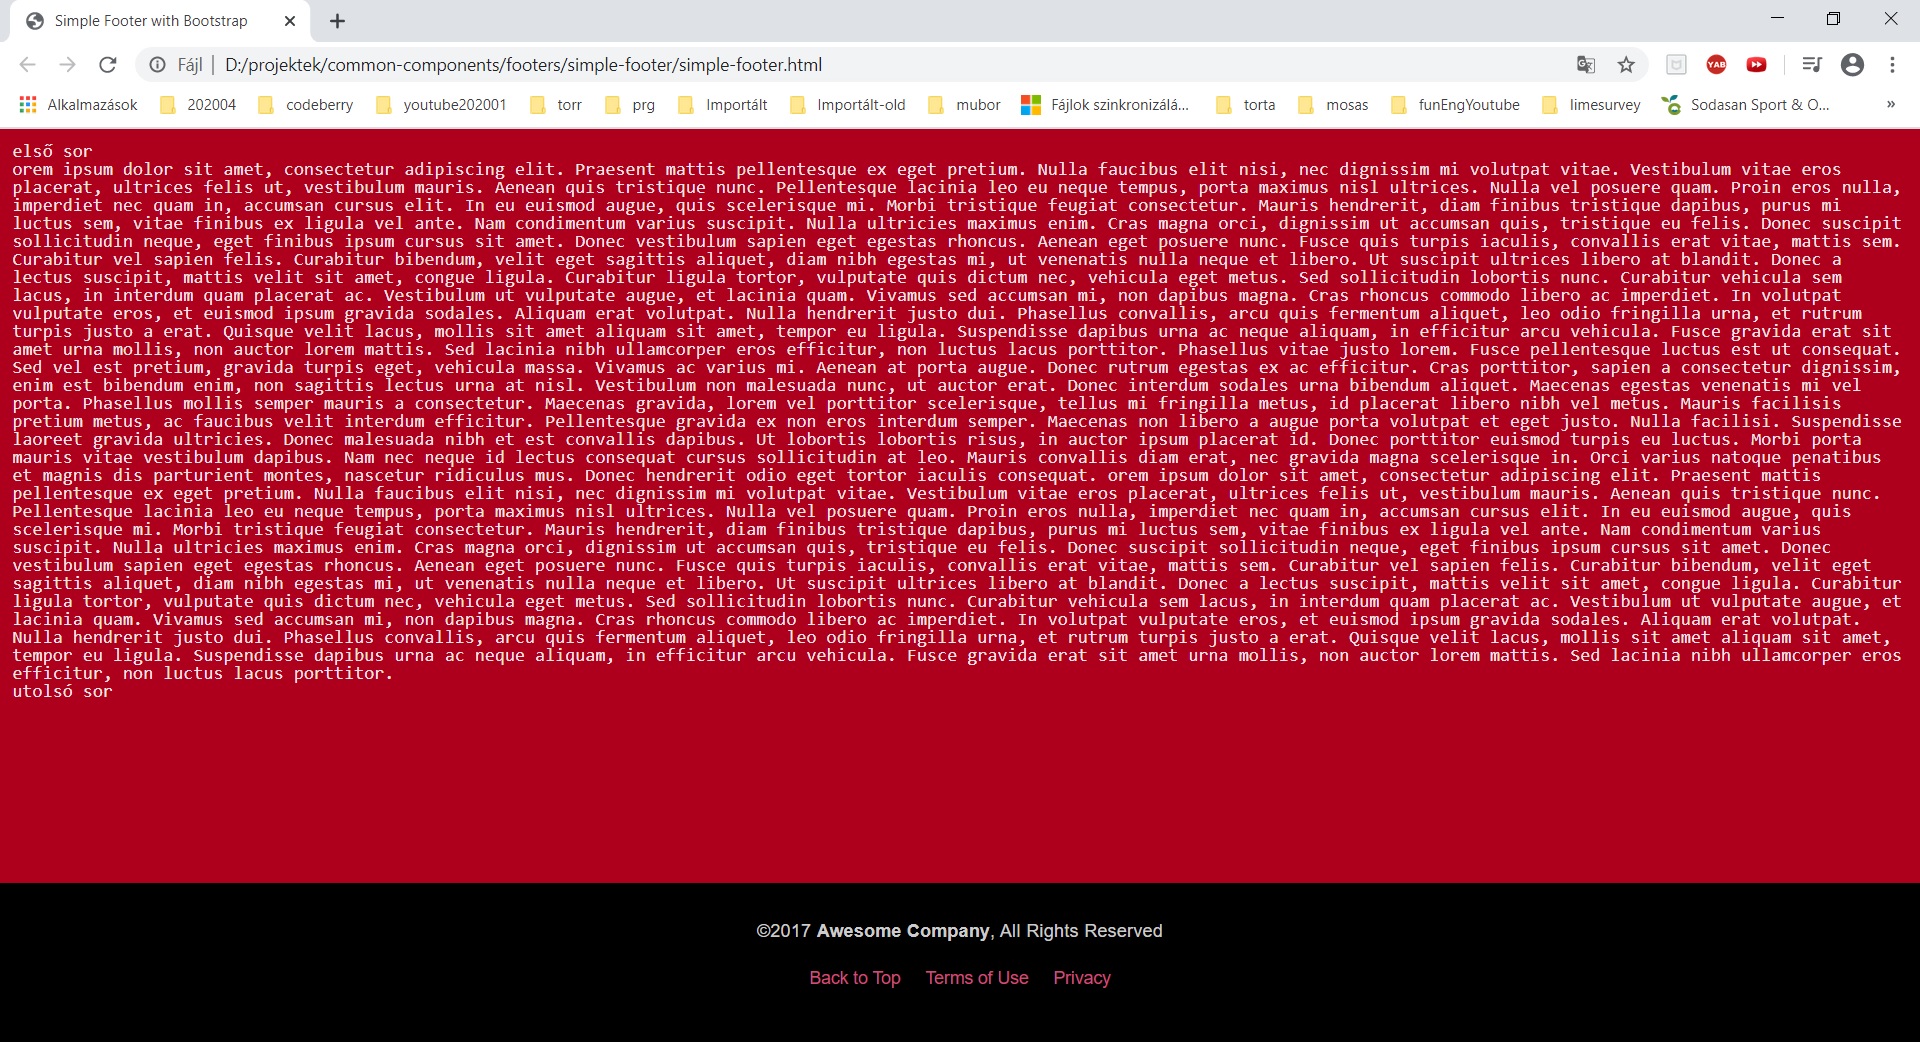 Simple Footer with Bootstrap
Fájl | D:/projektek/common-components/footers/simple-footer/simple-footer.html
YAB
Alkalmazások 202004 codeberry youtube202001 torr prg Importált Importált-old mubor Fájlok szinkronizálá... torta mosas funEngYoutube limesurvey Sodasan Sport & O... »
első sor
orem ipsum dolor sit amet, consectetur adipiscing elit. Praesent mattis pellentesque ex eget pretium. Nulla faucibus elit nisi, nec dignissim mi volutpat vitae. Vestibulum vitae eros
placerat, ultrices felis ut, vestibulum mauris. Aenean quis tristique nunc. Pellentesque lacinia leo eu neque tempus, porta maximus nisl ultrices. Nulla vel posuere quam. Proin eros nulla,
imperdiet nec quam in, accumsan cursus elit. In eu euismod augue, quis scelerisque mi. Morbi tristique feugiat consectetur. Mauris hendrerit, diam finibus tristique dapibus, purus mi
luctus sem, vitae finibus ex ligula vel ante. Nam condimentum varius suscipit. Nulla ultricies maximus enim. Cras magna orci, dignissim ut accumsan quis, tristique eu felis. Donec suscipit
sollicitudin neque, eget finibus ipsum cursus sit amet. Donec vestibulum sapien eget egestas rhoncus. Aenean eget posuere nunc. Fusce quis turpis iaculis, convallis erat vitae, mattis sem.
Curabitur vel sapien felis. Curabitur bibendum, velit eget sagittis aliquet, diam nibh egestas mi, ut venenatis nulla neque et libero. Ut suscipit ultrices libero at blandit. Donec a
lectus suscipit, mattis velit sit amet, congue ligula. Curabitur ligula tortor, vulputate quis dictum nec, vehicula eget metus. Sed sollicitudin lobortis nunc. Curabitur vehicula sem
lacus, in interdum quam placerat ac. Vestibulum ut vulputate augue, et lacinia quam. Vivamus sed accumsan mi, non dapibus magna. Cras rhoncus commodo libero ac imperdiet. In volutpat
vulputate eros, et euismod ipsum gravida sodales. Aliquam erat volutpat. Nulla hendrerit justo dui. Phasellus convallis, arcu quis fermentum aliquet, leo odio fringilla urna, et rutrum
turpis justo a erat. Quisque velit lacus, mollis sit amet aliquam sit amet, tempor eu ligula. Suspendisse dapibus urna ac neque aliquam, in efficitur arcu vehicula. Fusce gravida erat sit
amet urna mollis, non auctor lorem mattis. Sed lacinia nibh ullamcorper eros efficitur, non luctus lacus porttitor. Phasellus vitae justo lorem. Fusce pellentesque luctus est ut consequat.
Sed vel est pretium, gravida turpis eget, vehicula massa. Vivamus ac varius mi. Aenean at porta augue. Donec rutrum egestas ex ac efficitur. Cras porttitor, sapien a consectetur dignissim,
enim est bibendum enim, non sagittis lectus urna at nisl. Vestibulum non malesuada nunc, ut auctor erat. Donec interdum sodales urna bibendum aliquet. Maecenas egestas venenatis mi vel
porta. Phasellus mollis semper mauris a consectetur. Maecenas gravida, lorem vel porttitor scelerisque, tellus mi fringilla metus, id placerat libero nibh vel metus. Mauris facilisis
pretium metus, ac faucibus velit interdum efficitur. Pellentesque gravida ex non eros interdum semper. Maecenas non libero a augue porta volutpat et eget justo. Nulla facilisi. Suspendisse
laoreet gravida ultricies. Donec malesuada nibh et est convallis dapibus. Ut lobortis lobortis risus, in auctor ipsum placerat id. Donec porttitor euismod turpis eu luctus. Morbi porta
mauris vitae vestibulum dapibus. Nam nec neque id lectus consequat cursus sollicitudin at leo. Mauris convallis diam erat, nec gravida magna scelerisque in. Orci varius natoque penatibus
et magnis dis parturient montes, nascetur ridiculus mus. Donec hendrerit odio eget tortor iaculis consequat. orem ipsum dolor sit amet, consectetur adipiscing elit. Praesent mattis
pellentesque ex eget pretium. Nulla faucibus elit nisi, nec dignissim mi volutpat vitae. Vestibulum vitae eros placerat, ultrices felis ut, vestibulum mauris. Aenean quis tristique nunc.
Pellentesque lacinia leo eu neque tempus, porta maximus nisl ultrices. Nulla vel posuere quam. Proin eros nulla, imperdiet nec quam in, accumsan cursus elit. In eu euismod augue, quis
scelerisque mi. Morbi tristique feugiat consectetur. Mauris hendrerit, diam finibus tristique dapibus, purus mi luctus sem, vitae finibus ex ligula vel ante. Nam condimentum varius
suscipit. Nulla ultricies maximus enim. Cras magna orci, dignissim ut accumsan quis, tristique eu felis. Donec suscipit sollicitudin neque, eget finibus ipsum cursus sit amet. Donec
vestibulum sapien eget egestas rhoncus. Aenean eget posuere nunc. Fusce quis turpis iaculis, convallis erat vitae, mattis sem. Curabitur vel sapien felis. Curabitur bibendum, velit eget
sagittis aliquet, diam nibh egestas mi, ut venenatis nulla neque et libero. Ut suscipit ultrices libero at blandit. Donec a lectus suscipit, mattis velit sit amet, congue ligula. Curabitur
ligula tortor, vulputate quis dictum nec, vehicula eget metus. Sed sollicitudin lobortis nunc. Curabitur vehicula sem lacus, in interdum quam placerat ac. Vestibulum ut vulputate augue, et
lacinia quam. Vivamus sed accumsan mi, non dapibus magna. Cras rhoncus commodo libero ac imperdiet. In volutpat vulputate eros, et euismod ipsum gravida sodales. Aliquam erat volutpat.
Nulla hendrerit justo dui. Phasellus convallis, arcu quis fermentum aliquet, leo odio fringilla urna, et rutrum turpis justo a erat. Quisque velit lacus, mollis sit amet aliquam sit amet,
tempor eu ligula. Suspendisse dapibus urna ac neque aliquam, in efficitur arcu vehicula. Fusce gravida erat sit amet urna mollis, non auctor lorem mattis. Sed lacinia nibh ullamcorper eros
efficitur, non luctus lacus porttitor.
utolsó sor
©2017 Awesome Company, All Rights Reserved
Back to Top Terms of Use Privacy